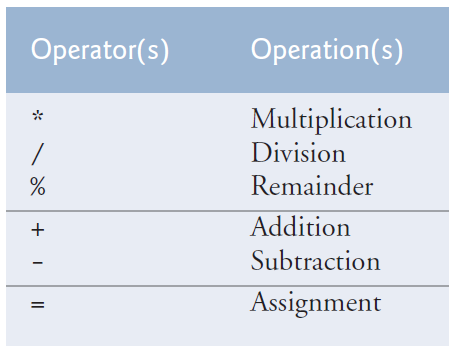 Operator(s) Operation(s)
* Multiplication
/ Division
% Remainder
+ Addition
- Subtraction
= Assignment